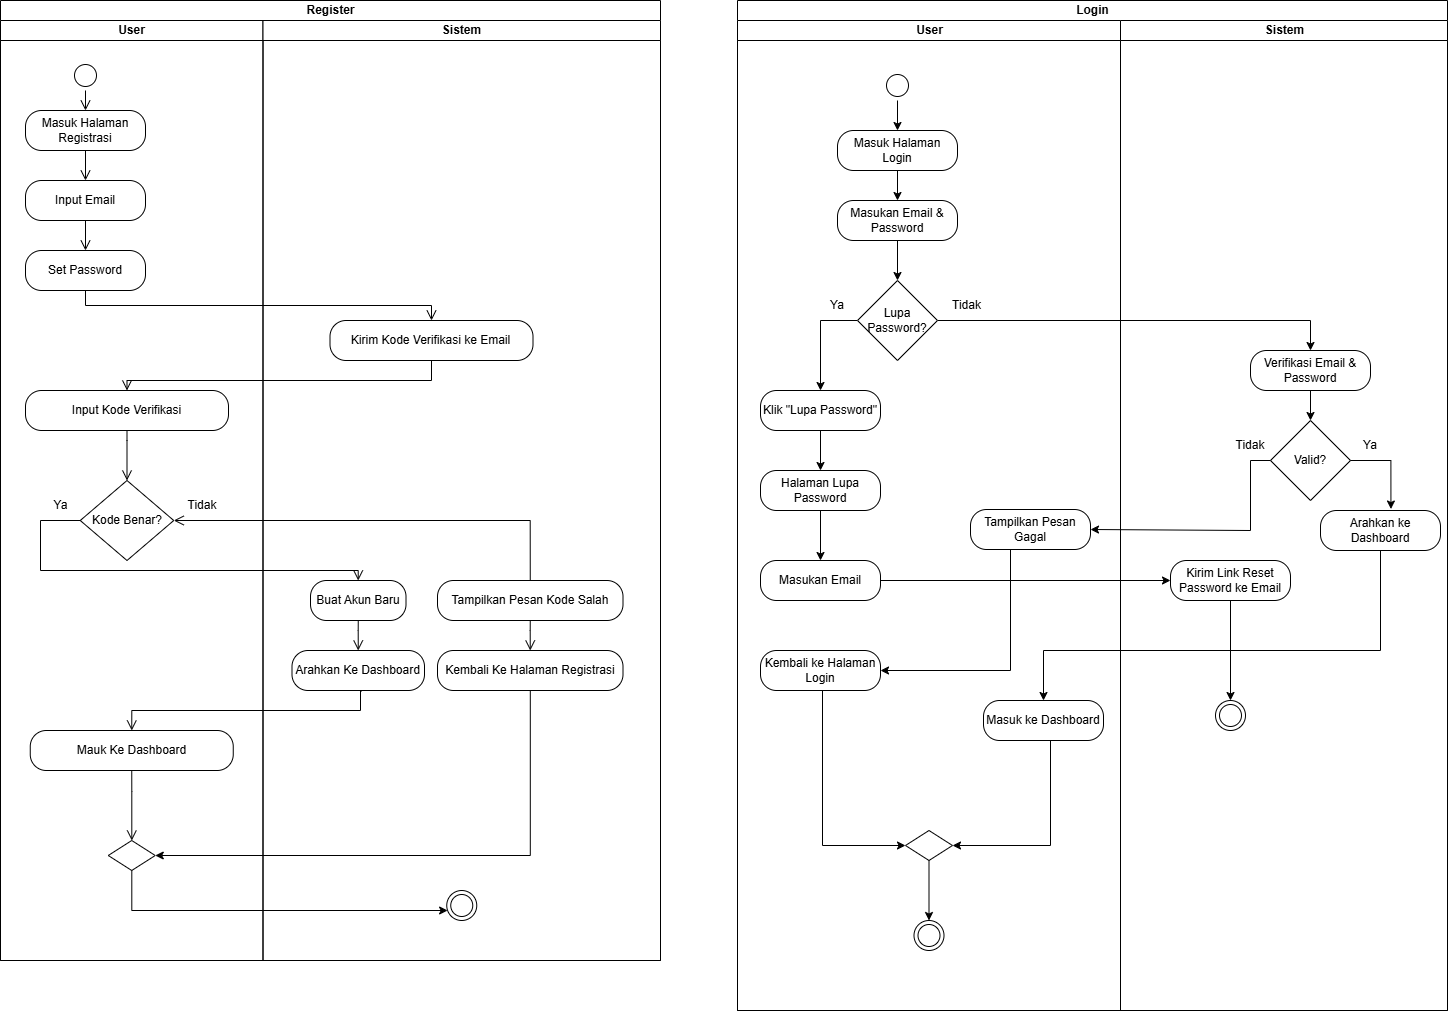 Register
User
Sistem
Masuk Halaman
Registrasi
Input Email
Set Password
Kirim Kode Verifikasi ke Email
Input Kode Verifikasi
Ya
Kode Benar?
Tidak
Buat Akun Baru
Tampilkan Pesan Kode Salah
Arahkan Ke Dashboard
Kembali Ke Halaman Registrasi
Mauk Ke Dashboard
Login
User
Sistem
Masuk Halaman
Login
Masukan Email &
Password
Ya
Lupa
Password?
Tidak
Verifikasi Email &
Password
Klik "Lupa Password"
Tidak
Valid?
Ya
Halaman Lupa
Password
Tampilkan Pesan
Gagal
Arahkan ke
Dashboard
Masukan Email
Kirim Link Reset
Password ke Email
Kembali ke Halaman
Login
Masuk ke Dashboard